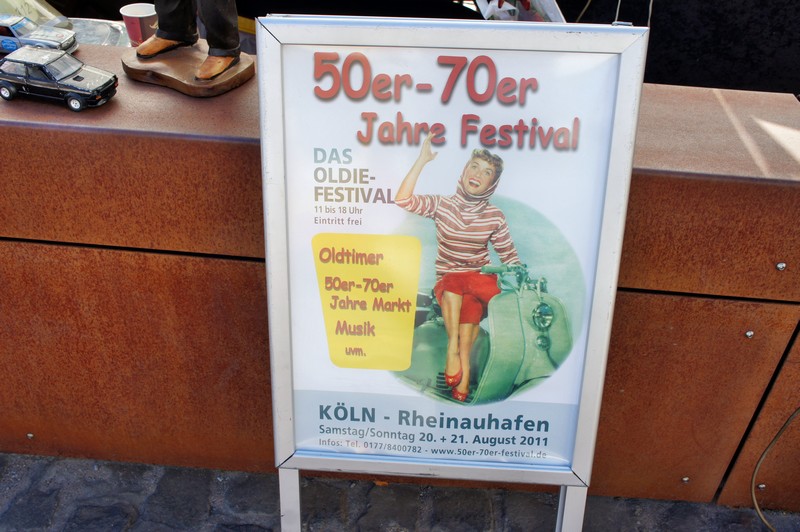 50er-70er
Jahre Festival
DAS
OLDIE-
FESTIVAL
11 bis 18 Uhr
Eintritt frei
Oldtimer
50er-70er
Jahre Markt
Musik
uvm.
KÖLN - Rheinauhafen
Samstag/Sonntag 20. + 21. August 2011
Infos: Tel. 0177/8400782 - www.50er-70er-festival.de